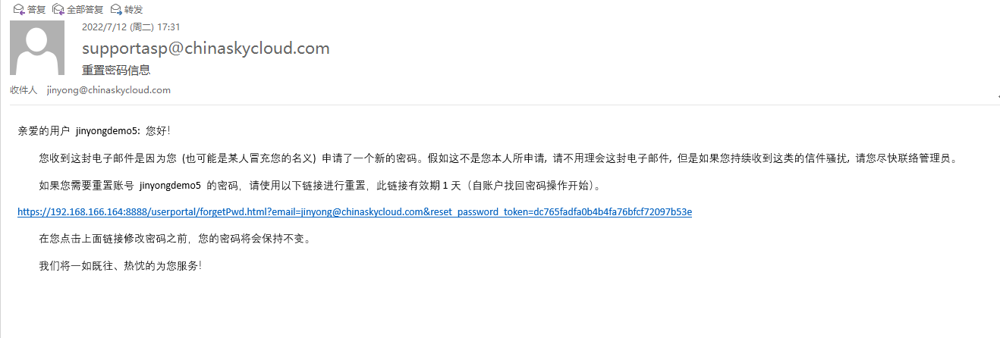 答复 全部答复 转发
2022/7/12 (周二) 17:31
supportasp@chinaskycloud.com
重置密码信息
收件人 jinyong@chinaskycloud.com
亲爱的用户 jinyongdemo5: 您好!
您收到这封电子邮件是因为您 (也可能是某人冒充您的名义) 申请了一个新的密码。假如这不是您本人所申请, 请不用理会这封电子邮件, 但是如果您持续收到这类的信件骚扰, 请您尽快联络管理员。
如果您需要重置账号 jinyongdemo5 的密码，请使用以下链接进行重置，此链接有效期 1 天（自账户找回密码操作开始）。
https://192.168.166.164:8888/userportal/forgetPwd.html?email=jinyong@chinaskycloud.com&reset_password_token=dc765fadfa0b4b4fa76bfcf72097b53e
在您点击上面链接修改密码之前，您的密码将会保持不变。
我们将一如既往、热忱的为您服务!